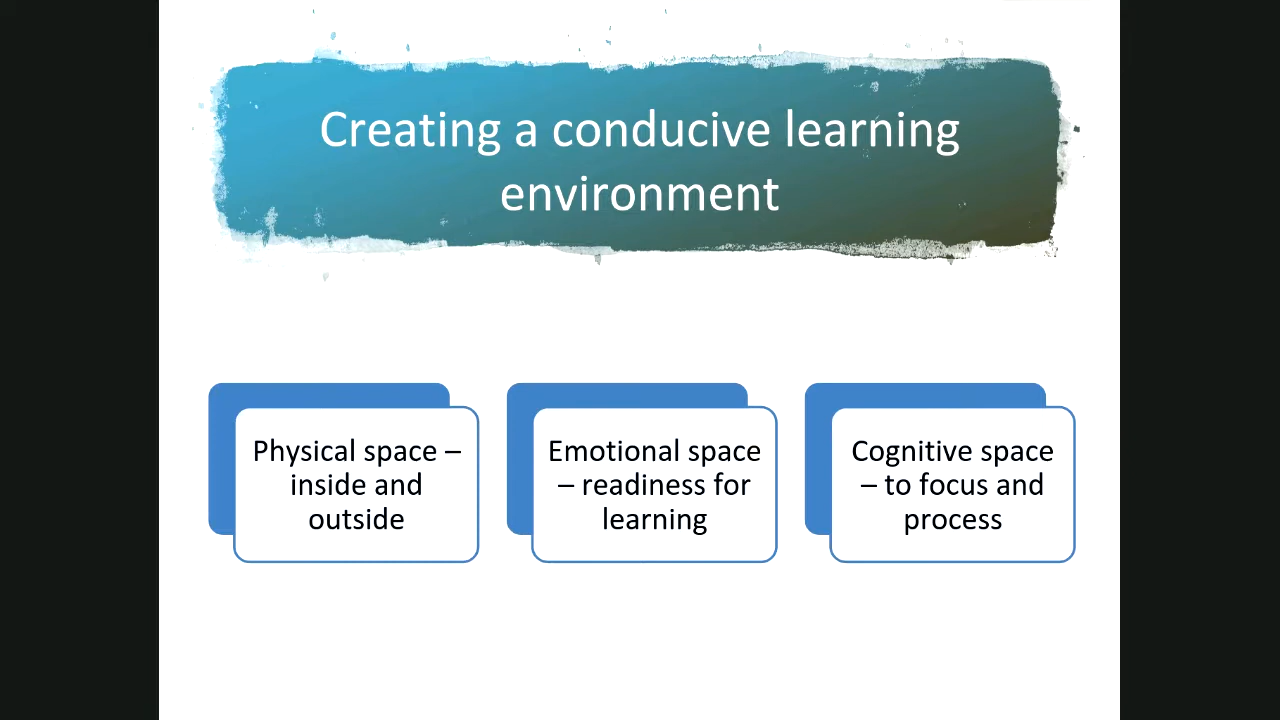 Creating a conducive learning
environment
Physical space –
inside and
outside
Emotional space
– readiness for
learning
Cognitive space
– to focus and
process